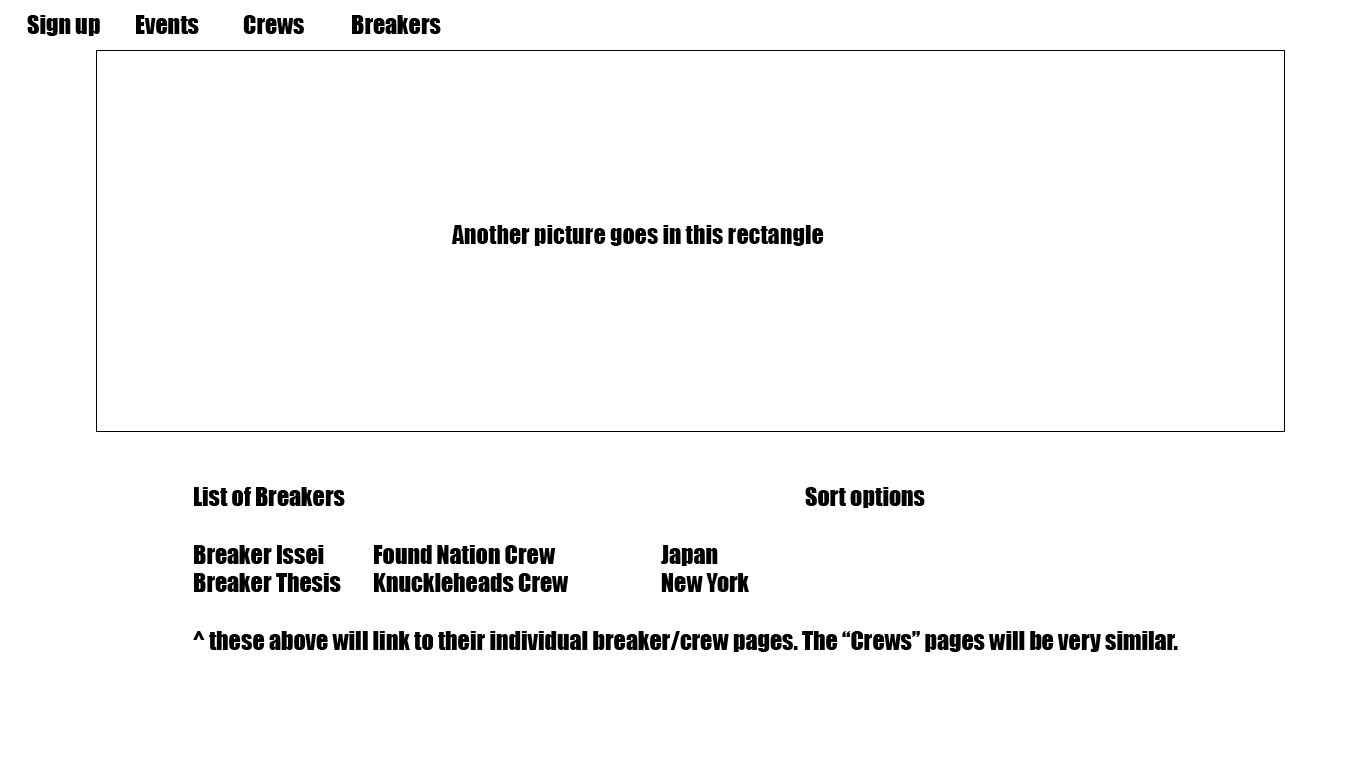 Sign up Events Crews Breakers
Another picture goes in this rectangle
List of Breakers Sort options
Breaker Issei Found Nation Crew Japan
Breaker Thesis Knuckleheads Crew New York
^ these above will link to their individual breaker/crew pages. The “Crews” pages will be very similar.